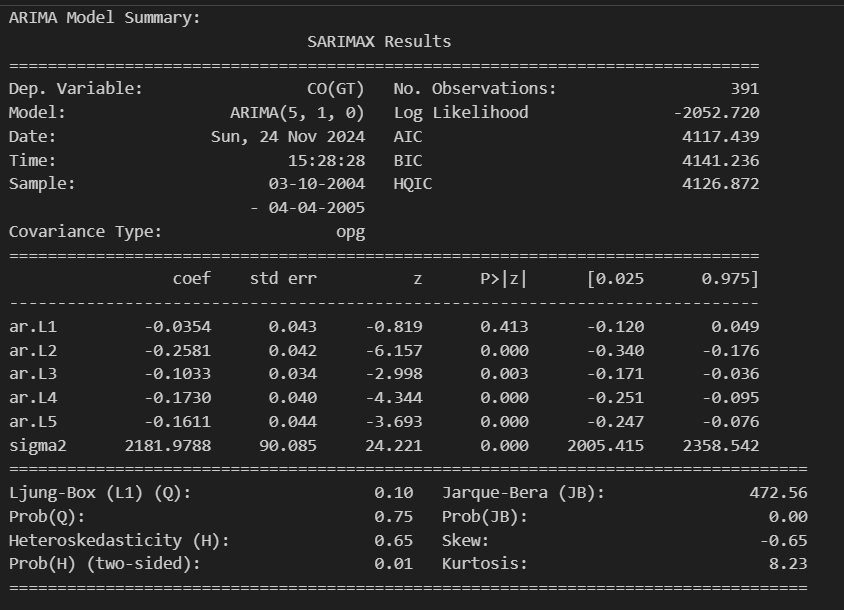 ARIMA Model Summary:
                               SARIMAX Results
==============================================================================
Dep. Variable:                 CO(GT)   No. Observations:                  391
Model:                 ARIMA(5, 1, 0)   Log Likelihood               -2052.720
Date:                Sun, 24 Nov 2024   AIC                           4117.439
Time:                        15:28:28   BIC                           4141.236
Sample:                    03-10-2004   HQIC                          4126.872
                         - 04-04-2005
Covariance Type:                  opg
==============================================================================
                 coef    std err          z      P>|z|      [0.025      0.975]
------------------------------------------------------------------------------
ar.L1         -0.0354      0.043     -0.819      0.413      -0.120       0.049
ar.L2         -0.2581      0.042     -6.157      0.000      -0.340      -0.176
ar.L3         -0.1033      0.034     -2.998      0.003      -0.171      -0.036
ar.L4         -0.1730      0.040     -4.344      0.000      -0.251      -0.095
ar.L5         -0.1611      0.044     -3.693      0.000      -0.247      -0.076
sigma2      2181.9788     90.085     24.221      0.000    2005.415    2358.542
===================================================================================
Ljung-Box (L1) (Q):                   0.10   Jarque-Bera (JB):               472.56
Prob(Q):                              0.75   Prob(JB):                         0.00
Heteroskedasticity (H):               0.65   Skew:                            -0.65
Prob(H) (two-sided):                  0.01   Kurtosis:                         8.23
===================================================================================